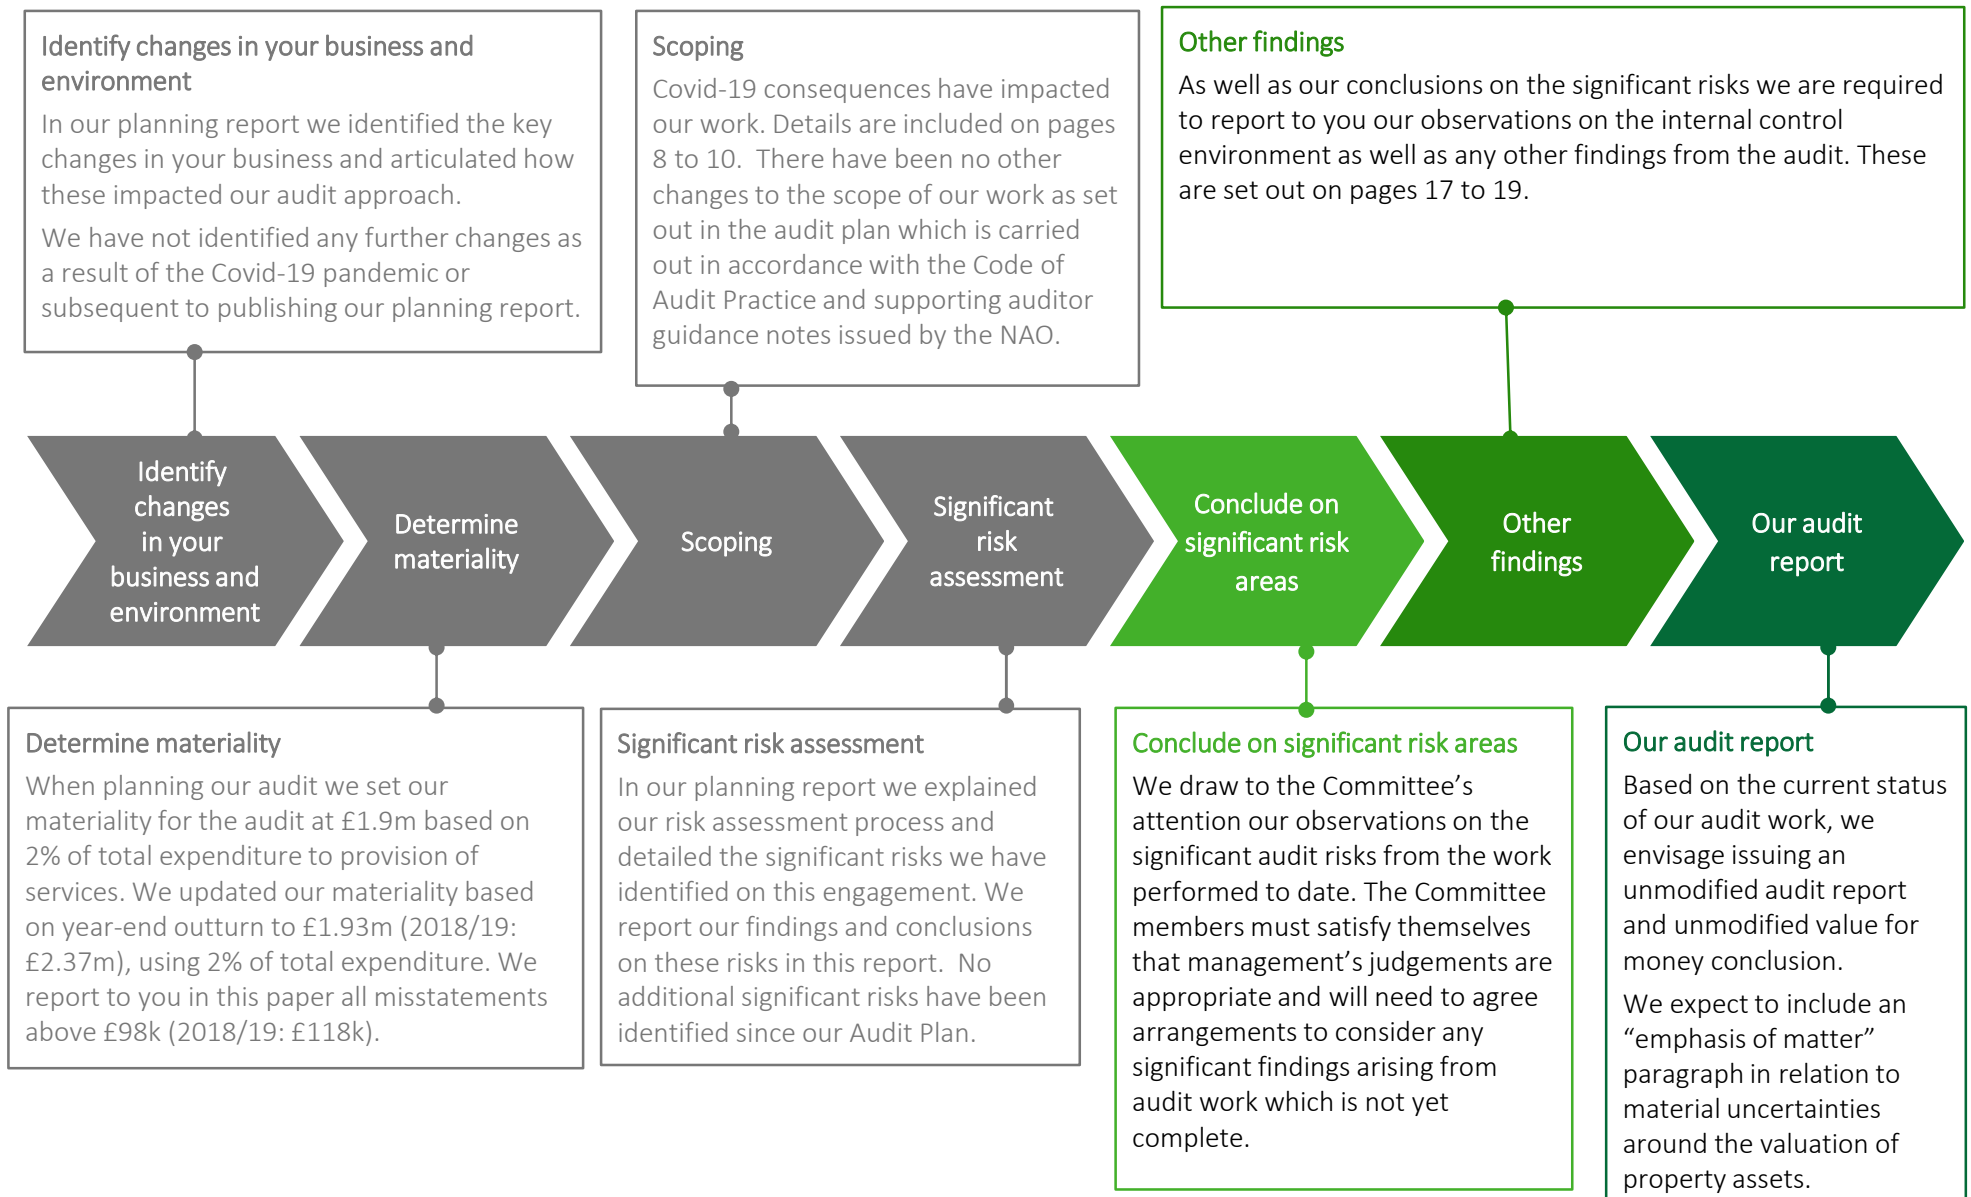 Identify changes in your business and
environment
In our planning report we identified the key
changes in your business and articulated how
these impacted our audit approach.
We have not identified any further changes as
a result of the Covid-19 pandemic or
subsequent to publishing our planning report.
Scoping
Covid-19 consequences have impacted
our work. Details are included on pages
8 to 10.  There have been no other
changes to the scope of our work as set
out in the audit plan which is carried
out in accordance with the Code of
Audit Practice and supporting auditor
guidance notes issued by the NAO.
Other findings
As well as our conclusions on the significant risks we are required
to report to you our observations on the internal control
environment as well as any other findings from the audit. These
are set out on pages 17 to 19.
Identify
changes
in your
business and
environment
Determine
materiality
Scoping
Significant
risk
assessment
Conclude on
significant risk
areas
Other
findings
Our audit
report
Determine materiality
When planning our audit we set our
materiality for the audit at £1.9m based on
2% of total expenditure to provision of
services. We updated our materiality based
on year-end outturn to £1.93m (2018/19:
£2.37m), using 2% of total expenditure. We
report to you in this paper all misstatements
above £98k (2018/19: £118k).
Significant risk assessment
In our planning report we explained
our risk assessment process and
detailed the significant risks we have
identified on this engagement. We
report our findings and conclusions
on these risks in this report.  No
additional significant risks have been
identified since our Audit Plan.
Conclude on significant risk areas
We draw to the Committee’s
attention our observations on the
significant audit risks from the work
performed to date. The Committee
members must satisfy themselves
that management’s judgements are
appropriate and will need to agree
arrangements to consider any
significant findings arising from
audit work which is not yet
complete.
Our audit report
Based on the current status
of our audit work, we
envisage issuing an
unmodified audit report
and unmodified value for
money conclusion.
We expect to include an
“emphasis of matter”
paragraph in relation to
material uncertainties
around the valuation of
property assets.